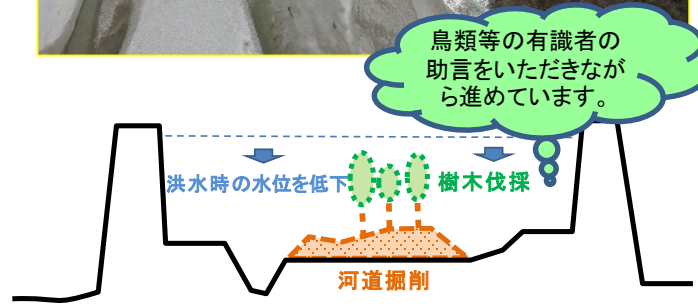 鳥類等の有識者の
助言をいただきなが
ら進めています。
洪水時の水位を低下
樹木伐採
河道掘削